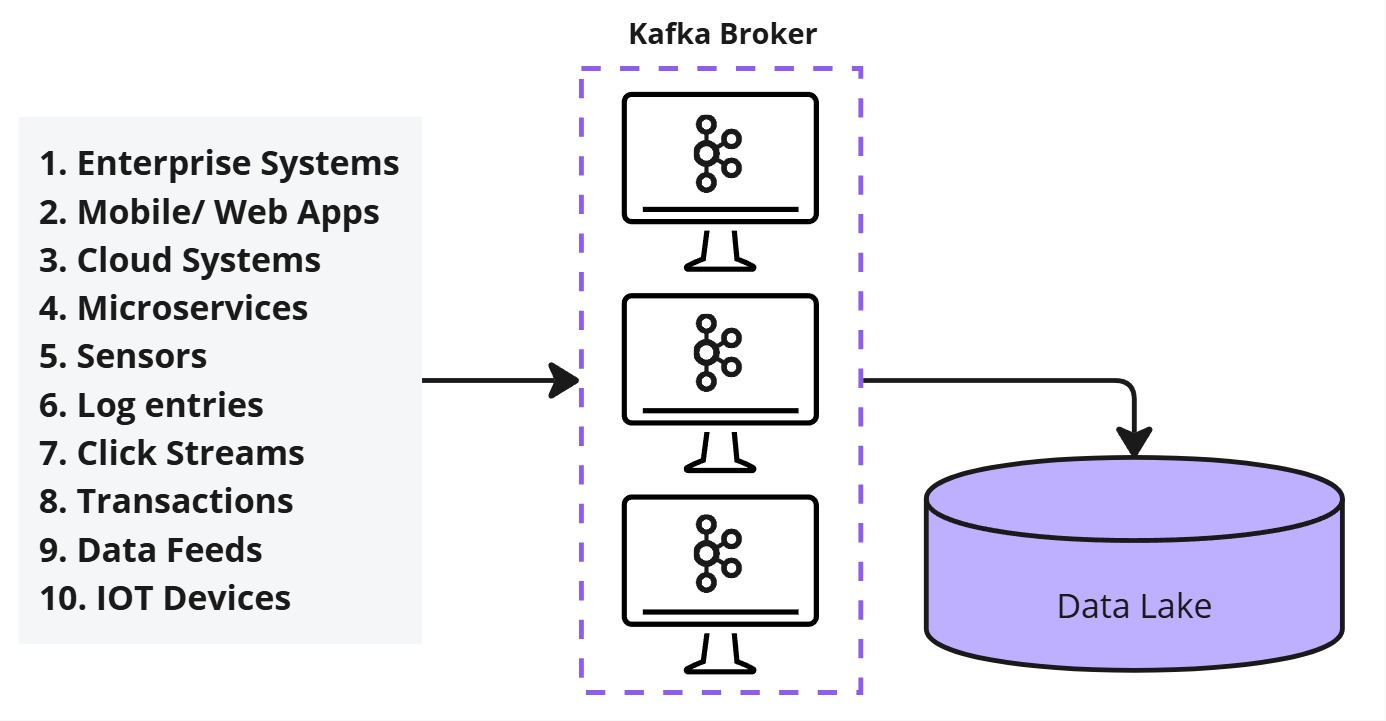 Kafka Broker
1. Enterprise Systems
2. Mobile/ Web Apps
3. Cloud Systems
4. Microservices
5. Sensors
6. Log entries
7. Click Streams
8. Transactions
9. Data Feeds
10. IOT Devices
Data Lake